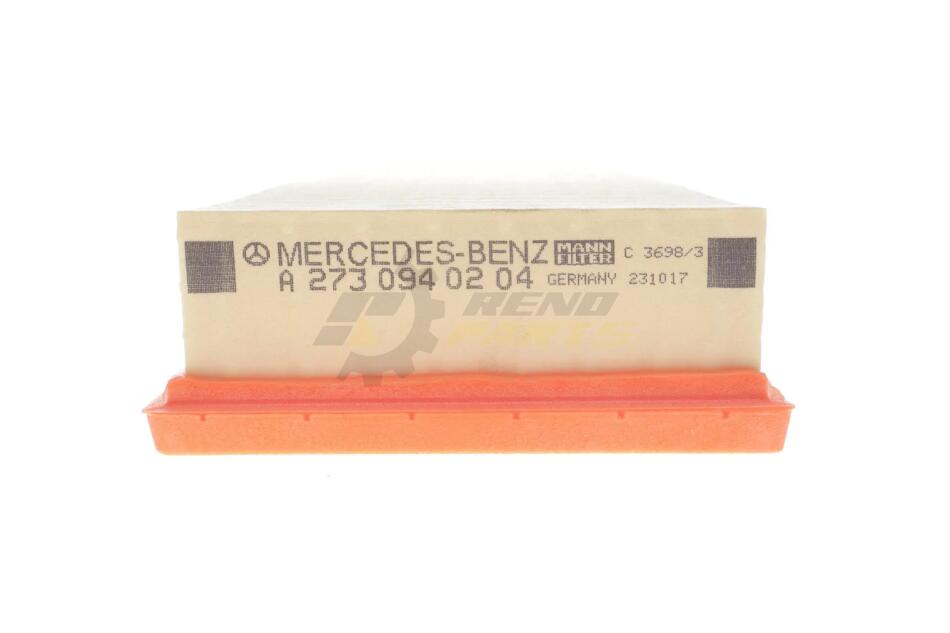 MERCEDES-BENZ MANN FILTER C 3698/3
A 273 094 02 04 GERMANY 231017
RENO
PARTS